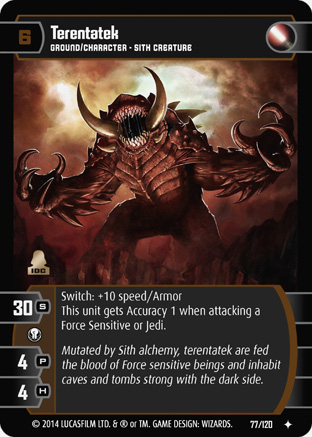 6
Terentatek
GROUND/CHARACTER - SITH CREATURE
IDC
30 S
Switch: +10 speed/Armor
This unit gets Accuracy 1 when attacking a
Force Sensitive or Jedi.
4 P
4 H
Mutated by Sith alchemy, terentatek are fed
the blood of Force sensitive beings and inhabit
caves and tombs strong with the dark side.
© 2014 LUCASFILM LTD. & ® or TM. GAME DESIGN: WIZARDS.
77/120